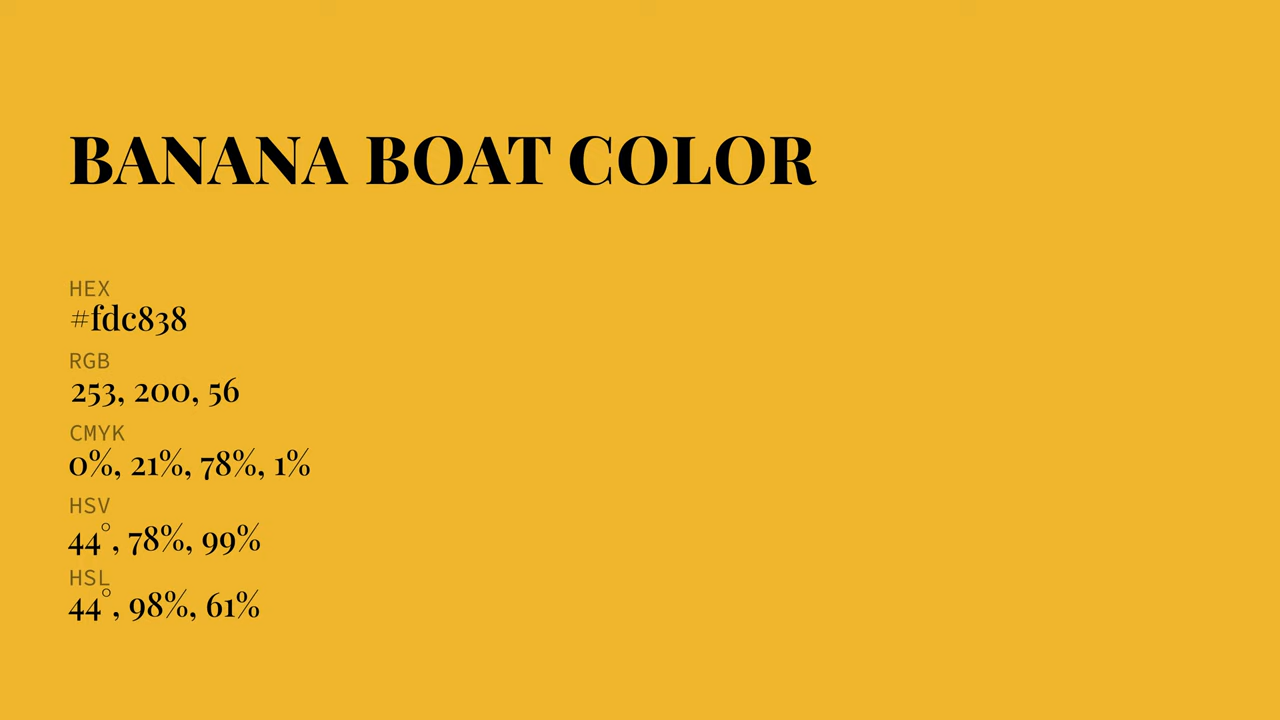 BANANA BOAT COLOR
HEX
#fdc838
RGB
253, 200, 56
CMYK
0%, 21%, 78%, 1%
HSV
44°, 78%, 99%
HSL
44°, 98%, 61%